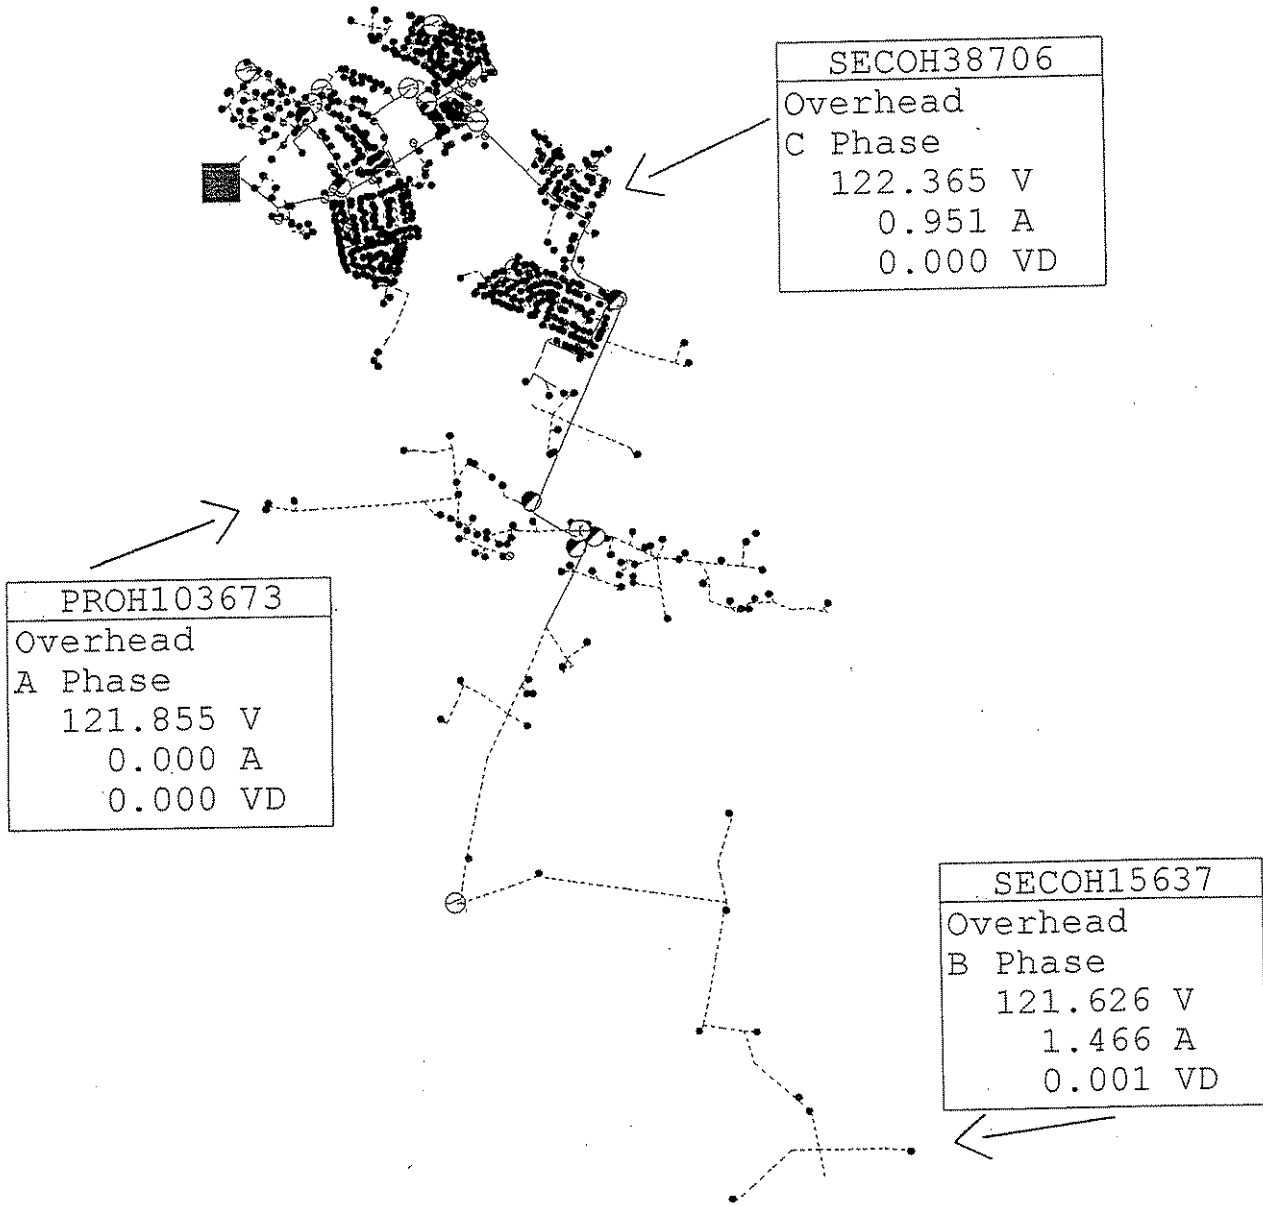 SECOH38706
Overhead
C Phase
122.365 V
0.951 A
0.000 VD
PROH103673
Overhead
A Phase
121.855 V
0.000 A
0.000 VD
SECOH15637
Overhead
B Phase
121.626 V
1.466 A
0.001 VD